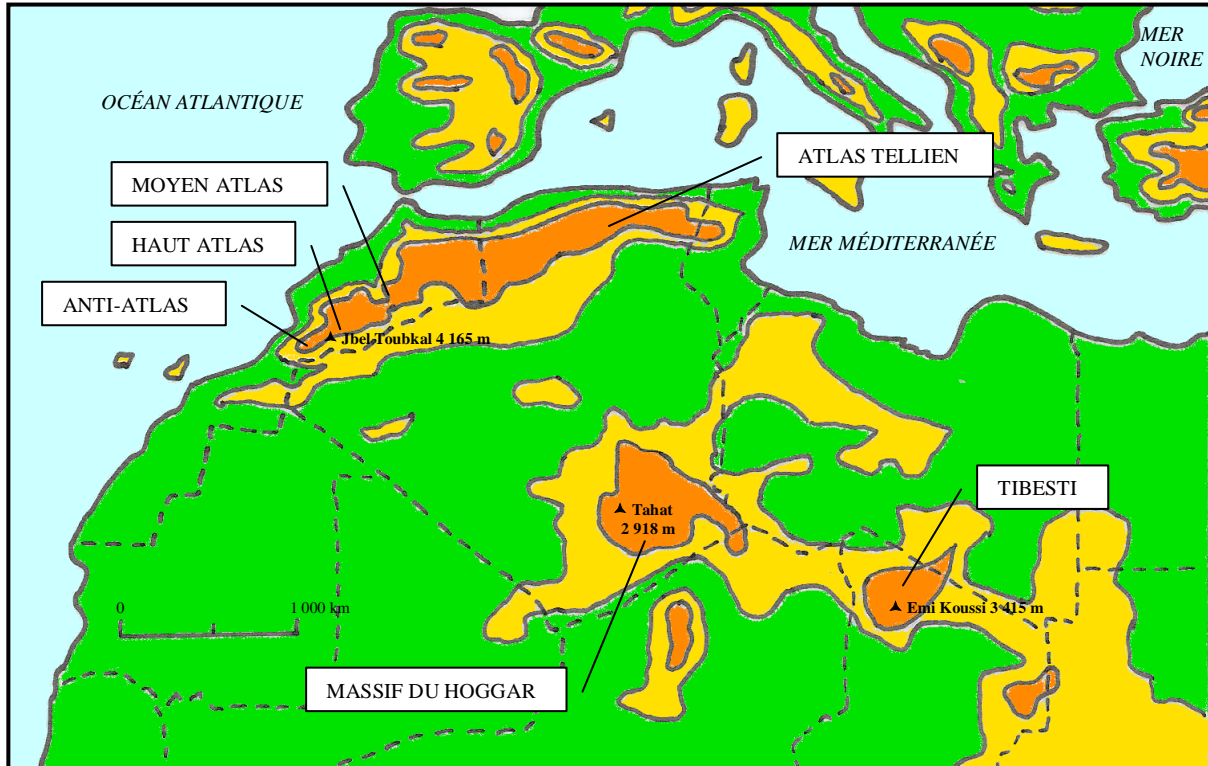 MER
NOIRE
OCÉAN ATLANTIQUE
ATLAS TELLIEN
MOYEN ATLAS
HAUT ATLAS
MER MÉDITERRANÉE
ANTI-ATLAS
Jbel Toubkal 4 165 m
TIBESTI
Tahat
2 918 m
0
1 000 km
Emi Koussi 3 415 m
MASSIF DU HOGGAR